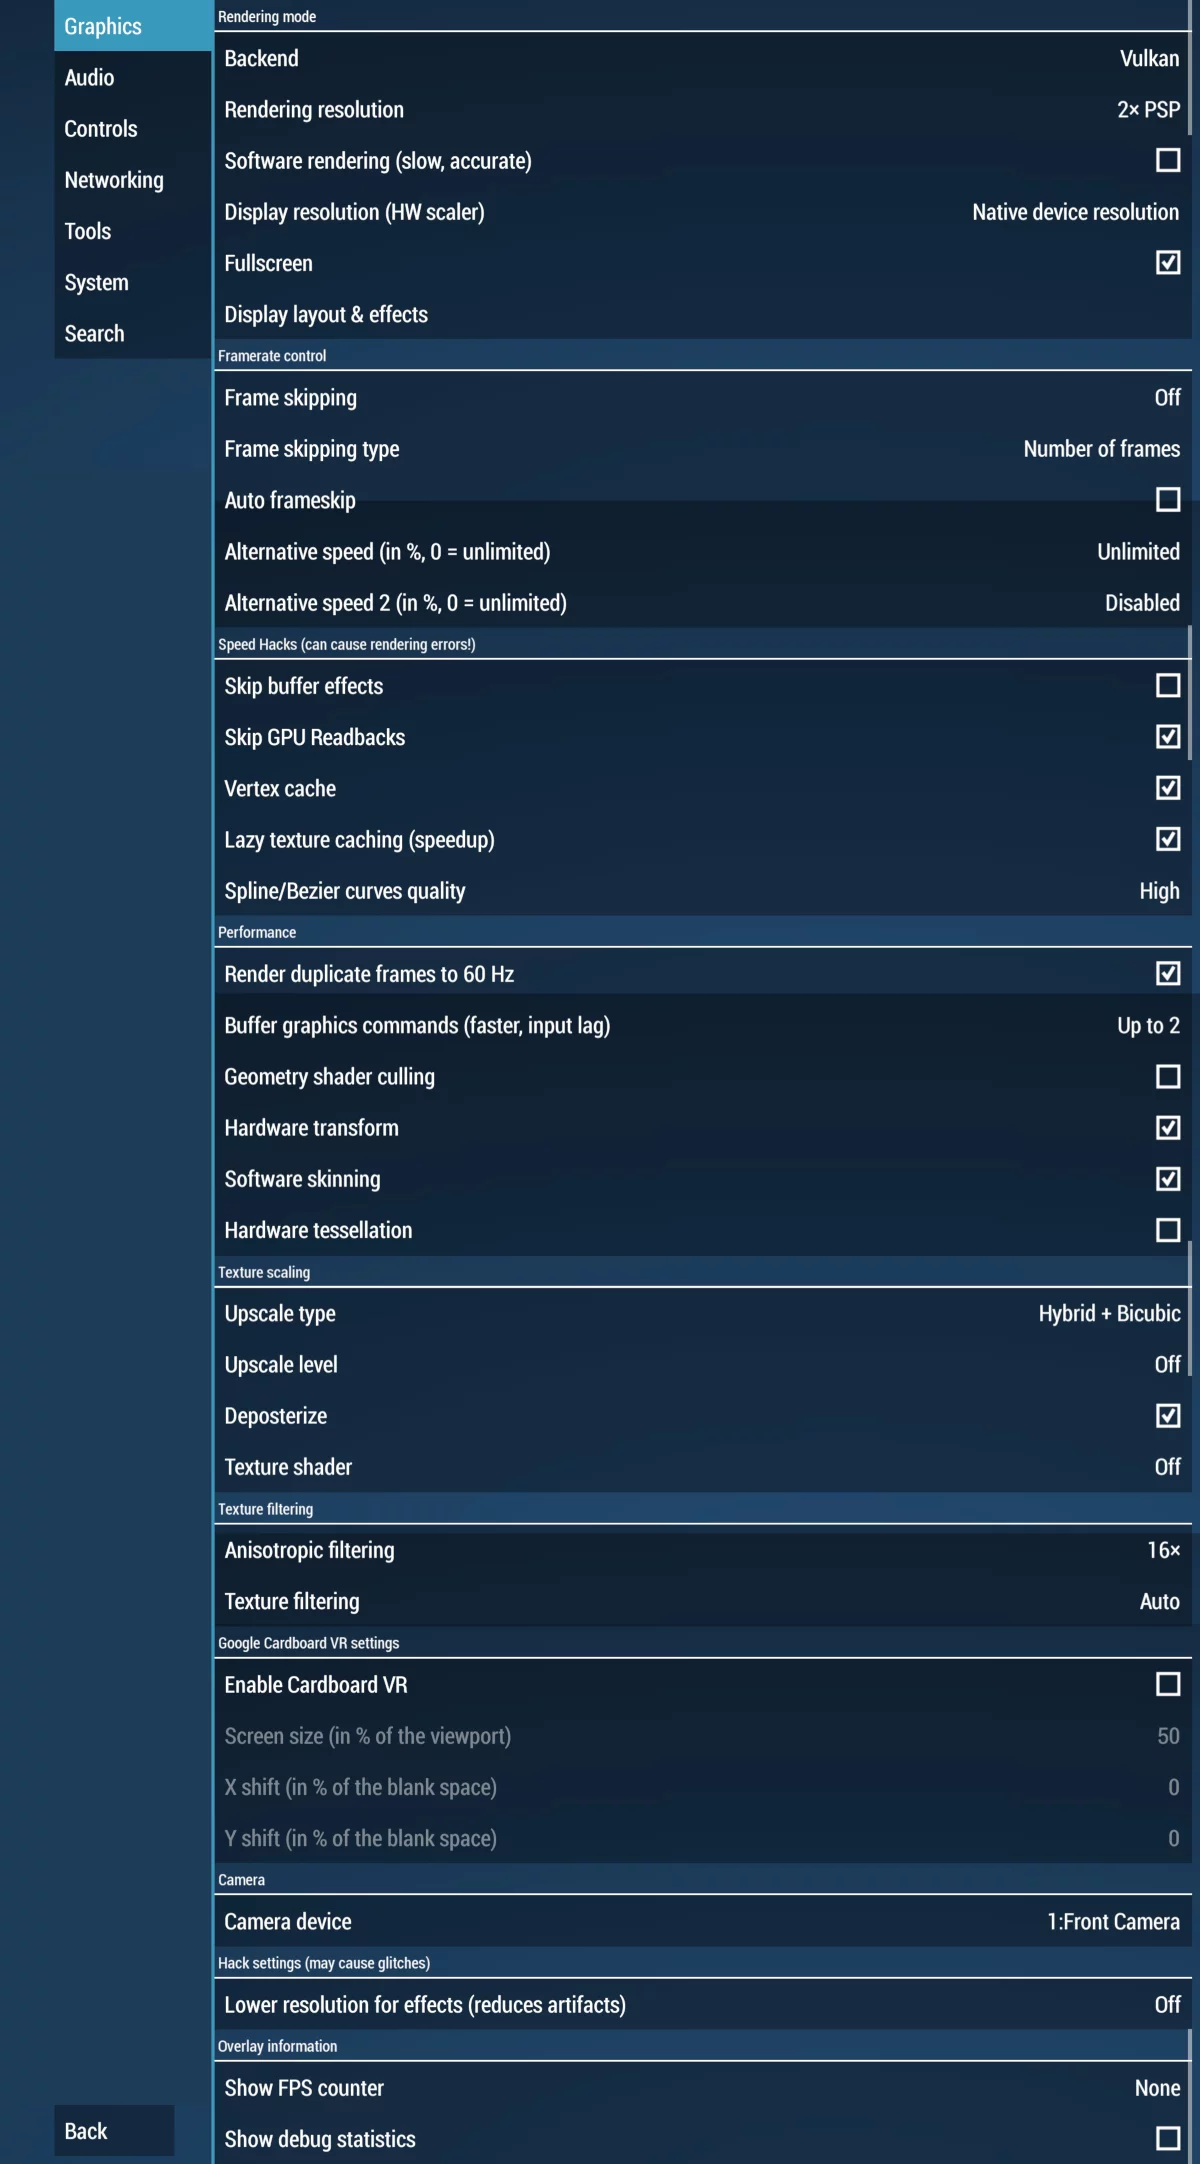 Graphics
Audio
Controls
Networking
Tools
System
Search
Rendering mode
Backend Vulkan
Rendering resolution 2× PSP
Software rendering (slow, accurate)
Display resolution (HW scaler) Native device resolution
Fullscreen
Display layout & effects
Framerate control
Frame skipping Off
Frame skipping type Number of frames
Auto frameskip
Alternative speed (in %, 0 = unlimited) Unlimited
Alternative speed 2 (in %, 0 = unlimited) Disabled
Speed Hacks (can cause rendering errors!)
Skip buffer effects
Skip GPU Readbacks
Vertex cache
Lazy texture caching (speedup)
Spline/Bezier curves quality High
Performance
Render duplicate frames to 60 Hz
Buffer graphics commands (faster, input lag) Up to 2
Geometry shader culling
Hardware transform
Software skinning
Hardware tessellation
Texture scaling
Upscale type Hybrid + Bicubic
Upscale level Off
Deposterize
Texture shader Off
Texture filtering
Anisotropic filtering 16×
Texture filtering Auto
Google Cardboard VR settings
Enable Cardboard VR
Screen size (in % of the viewport) 50
X shift (in % of the blank space) 0
Y shift (in % of the blank space) 0
Camera
Camera device 1:Front Camera
Hack settings (may cause glitches)
Lower resolution for effects (reduces artifacts) Off
Overlay information
Show FPS counter None
Show debug statistics
Back